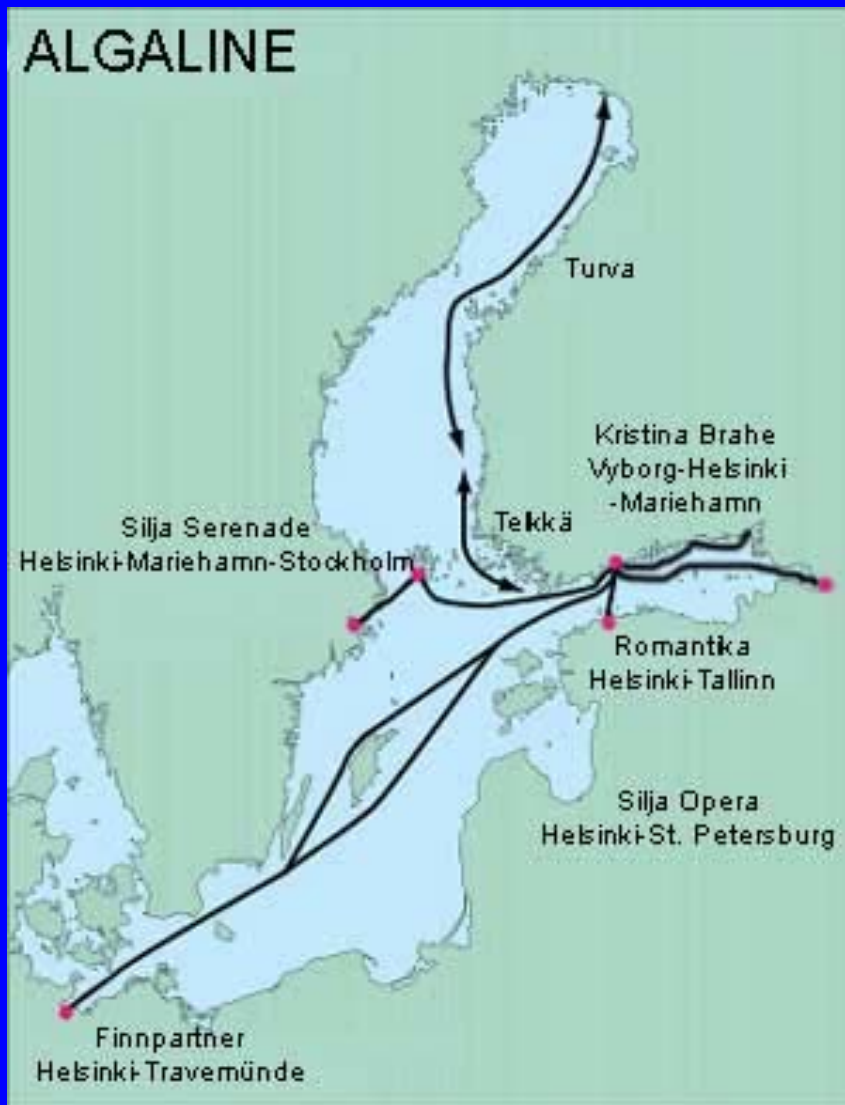 ALGALINE
Turva
Kristina Brahe
Vyborg-Helsinki
-Mariehamn
Telkkä
Silja Serenade
Helsinki-Mariehamn-Stockholm
Romantika
Helsinki-Tallinn
Silja Opera
Helsinki-St. Petersburg
Finnpartner
Helsinki-Travemünde